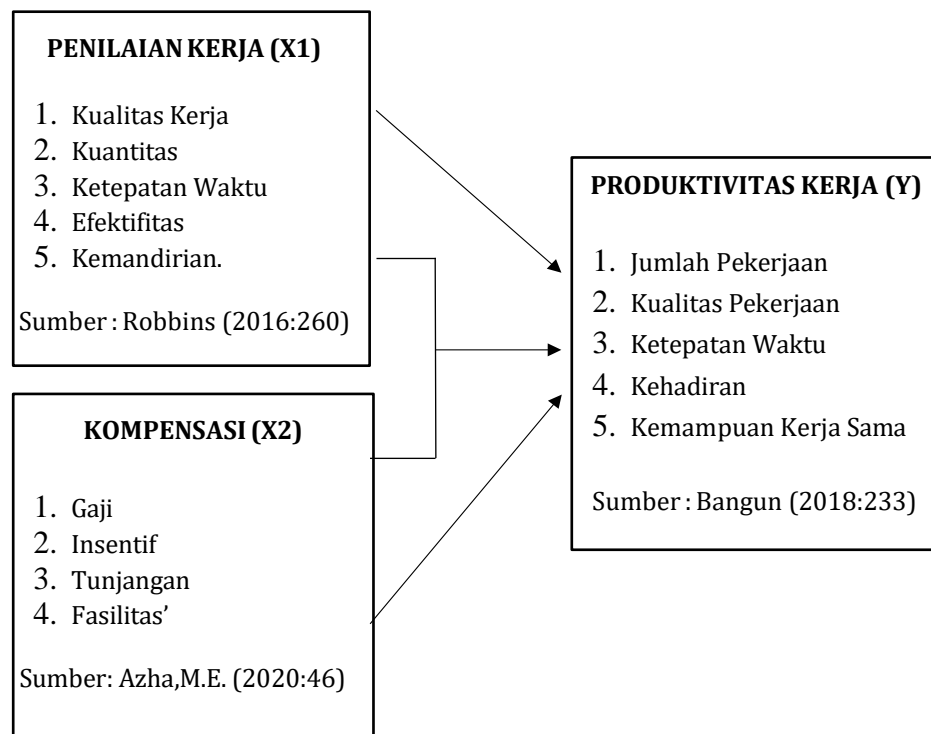 PENILAIAN KERJA (X1)
1. Kualitas Kerja
2. Kuantitas
3. Ketepatan Waktu
4. Efektifitas
5. Kemandirian.
Sumber : Robbins (2016:260)
KOMPENSASI (X2)
1. Gaji
2. Insentif
3. Tunjangan
4. Fasilitas’
Sumber: Azha,M.E. (2020:46)
PRODUKTIVITAS KERJA (Y)
1. Jumlah Pekerjaan
2. Kualitas Pekerjaan
3. Ketepatan Waktu
4. Kehadiran
5. Kemampuan Kerja Sama
Sumber : Bangun (2018:233)